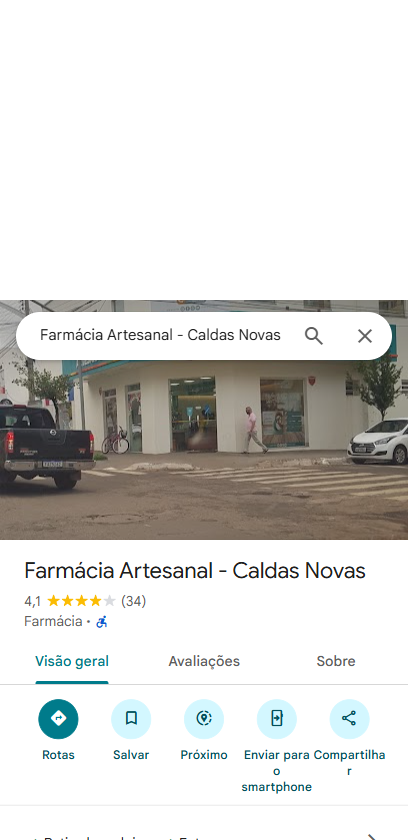 Farmácia Artesanal - Caldas Novas
Farmácia Artesanal - Caldas Novas
4,1 (34)
Farmácia ·
Visão geral Avaliações Sobre
Rotas Salvar Próximo Enviar para o smartphone Compartilhar